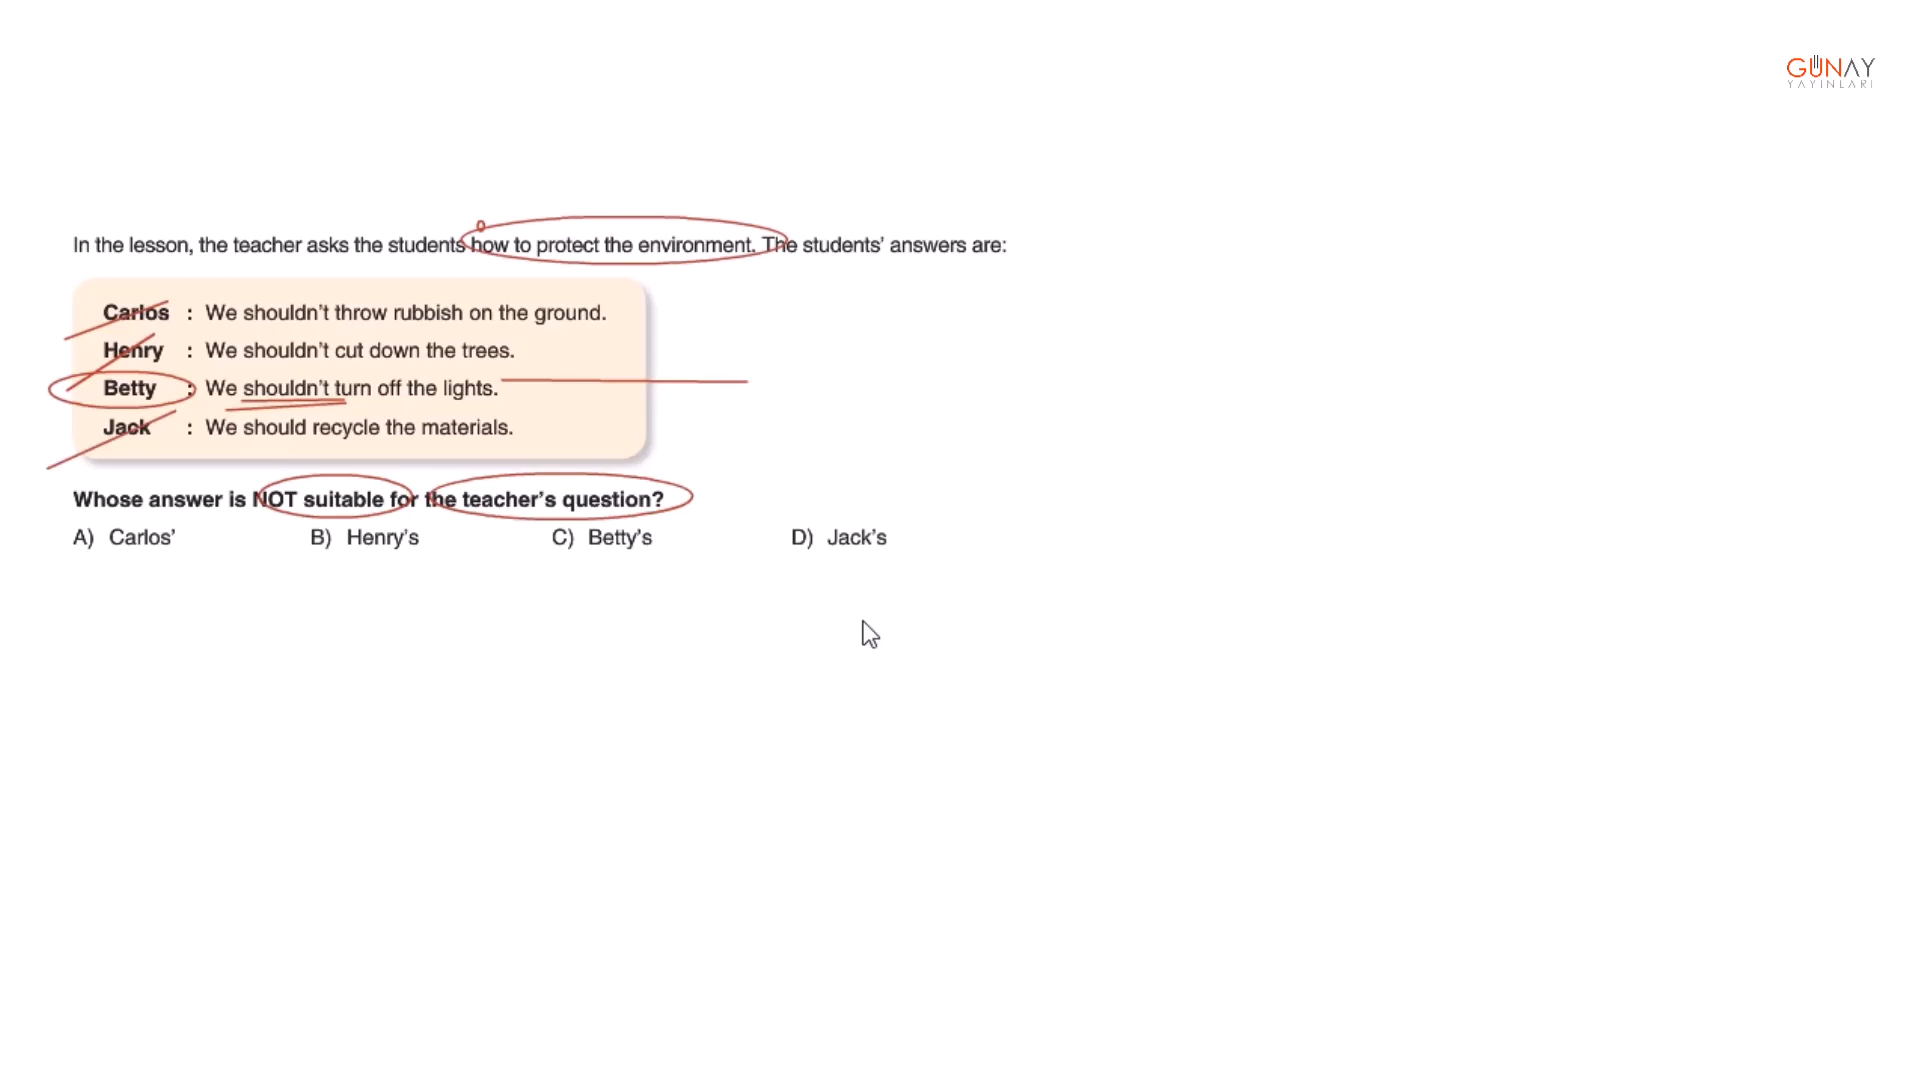 GÜNAY
YAYINLARI
In the lesson, the teacher asks the students how to protect the environment. The students' answers are:
Carlos : We shouldn't throw rubbish on the ground.
Henry : We shouldn't cut down the trees.
Betty : We shouldn't turn off the lights.
Jack : We should recycle the materials.
Whose answer is NOT suitable for the teacher's question?
A) Carlos' B) Henry's C) Betty's D) Jack's